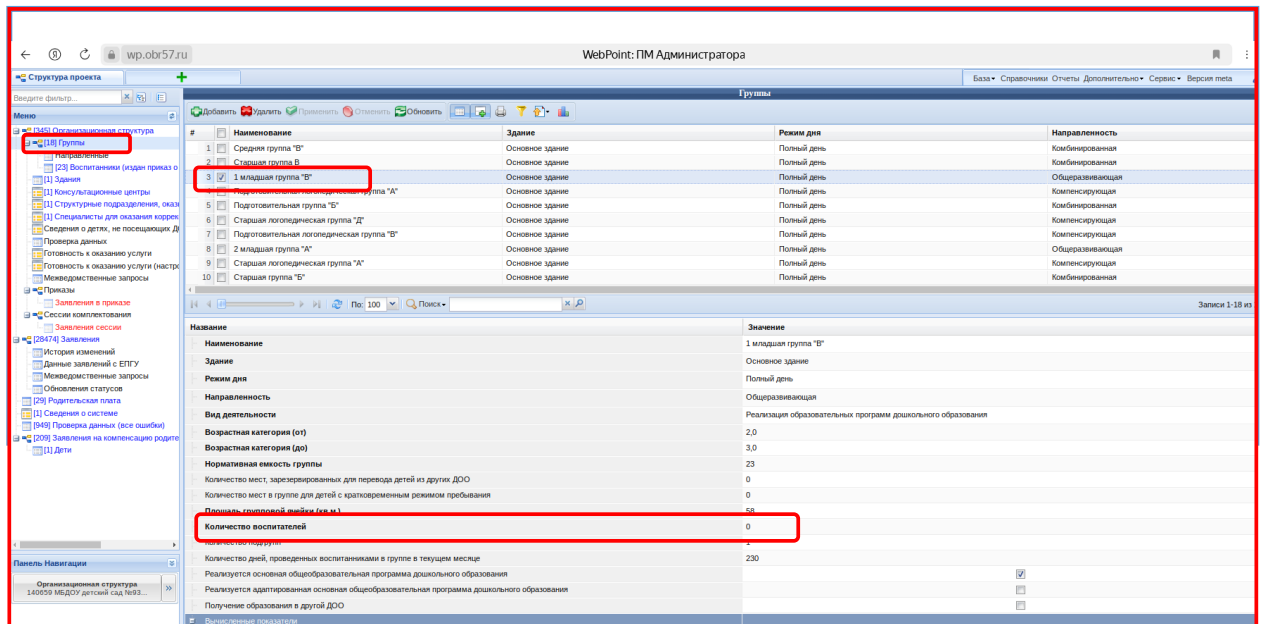 wp.obr57.ru
WebPoint: ПМ Администратора
Структура проекта
База Справочники Отчеты Дополнительно Сервис Версия meta
Введите фильтр...
Группы
Меню
[345] Организационная структура
[18] Группы
Направленные
[23] Воспитанники (издан приказ о
[1] Здания
[1] Консультационные центры
[1] Структурные подразделения, оказы
[1] Специалисты для оказания коррек
Сведения о детях, не посещающих Д
Проверка данных
Готовность к оказанию услуги
Готовность к оказанию услуги (настро
Межведомственные запросы
Приказы
Заявления в приказе
Сессии комплектования
Заявления сессии
[28474] Заявления
История изменений
Данные заявлений с ЕПГУ
Межведомственные запросы
Обновления статусов
[29] Родительская плата
[1] Сведения о системе
[949] Проверка данных (все ошибки)
[209] Заявления на компенсацию родите
[1] Дети
Панель Навигации
Организационная структура
140659 МБДОУ детский сад №93...
Добавить Удалить Применить Отменить Обновить
# Наименование Здание Режим дня Направленность
1 Средняя группа "В" Основное здание Полный день Комбинированная
2 Старшая группа В Основное здание Полный день Комбинированная
3 1 младшая группа "В" Основное здание Полный день Общеразвивающая
4 Подготовительная логопедическая группа "А" Основное здание Полный день Компенсирующая
5 Подготовительная группа "Б" Основное здание Полный день Комбинированная
6 Старшая логопедическая группа "Д" Основное здание Полный день Компенсирующая
7 Подготовительная логопедическая группа "В" Основное здание Полный день Компенсирующая
8 2 младшая группа "А" Основное здание Полный день Общеразвивающая
9 Старшая логопедическая группа "А" Основное здание Полный день Компенсирующая
10 Старшая группа "Б" Основное здание Полный день Комбинированная
По: 100 Поиск Записи 1-18 из
Название Значение
Наименование 1 младшая группа "В"
Здание Основное здание
Режим дня Полный день
Направленность Общеразвивающая
Вид деятельности Реализация образовательных программ дошкольного образования
Возрастная категория (от) 2,0
Возрастная категория (до) 3,0
Нормативная емкость группы 23
Количество мест, зарезервированных для перевода детей из других ДОО 0
Количество мест в группе для детей с кратковременным режимом пребывания 0
Площадь групповой ячейки (кв.м.) 58
Количество воспитателей 0
Количество подгрупп 1
Количество дней, проведенных воспитанниками в группе в текущем месяце 230
Реализуется основная общеобразовательная программа дошкольного образования
Реализуется адаптированная основная общеобразовательная программа дошкольного образования
Получение образования в другой ДОО
Вычисленные показатели